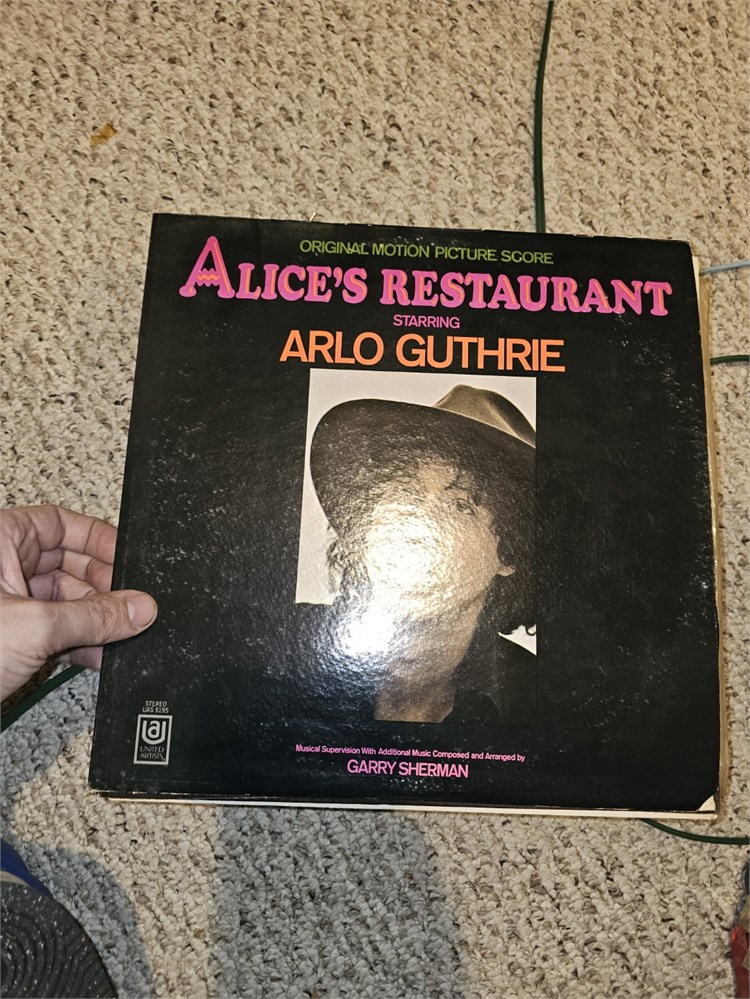 ORIGINAL MOTION PICTURE SCORE
ALICE'S RESTAURANT
STARRING
ARLO GUTHRIE
STEREO
UAS 5195
UA
UNITED
ARTISTS
Musical Supervision With Additional Music Composed and Arranged by
GARRY SHERMAN